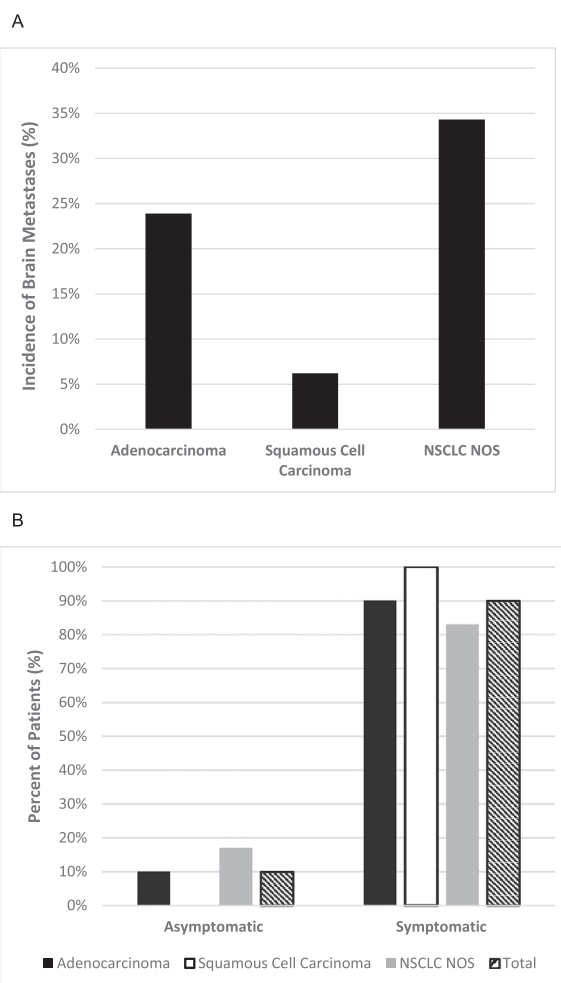 A
Incidence of Brain Metastases (%)
40%
35%
30%
25%
20%
15%
10%
5%
0%
Adenocarcinoma
Squamous Cell
Carcinoma
NSCLC NOS
B
Percent of Patients (%)
100%
90%
80%
70%
60%
50%
40%
30%
20%
10%
0%
Asymptomatic
Symptomatic
Adenocarcinoma
Squamous Cell Carcinoma
NSCLC NOS
Total